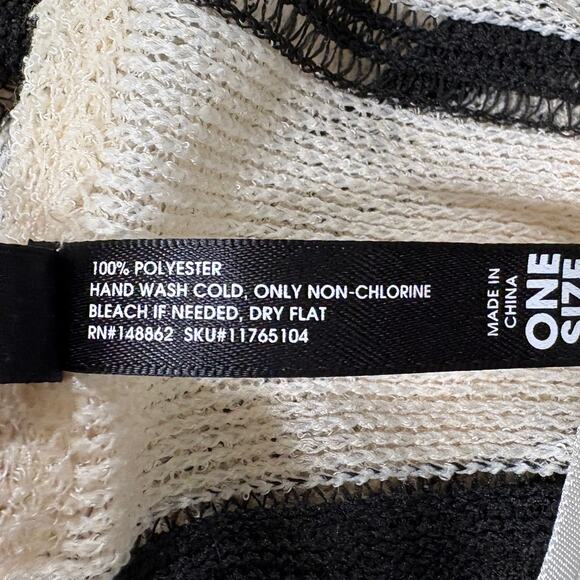 100% POLYESTER
HAND WASH COLD, ONLY NON-CHLORINE
BLEACH IF NEEDED, DRY FLAT
RN#148862 SKU#11765104
MADE IN
CHINA
ONE
SIZE